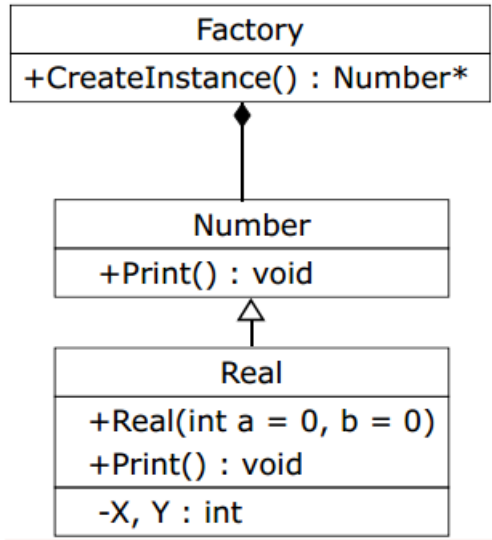 Factory
+CreateInstance() : Number*
Number
+Print() : void
Real
+Real(int a = 0, b = 0)
+Print() : void
-X, Y : int